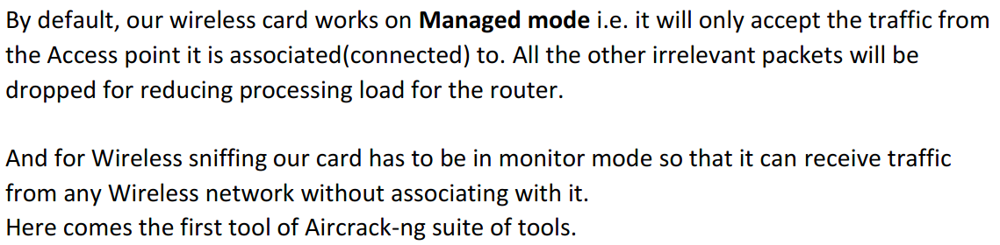 By default, our wireless card works on Managed mode i.e. it will only accept the traffic from
the Access point it is associated(connected) to. All the other irrelevant packets will be
dropped for reducing processing load for the router.
And for Wireless sniffing our card has to be in monitor mode so that it can receive traffic
from any Wireless network without associating with it.
Here comes the first tool of Aircrack-ng suite of tools.